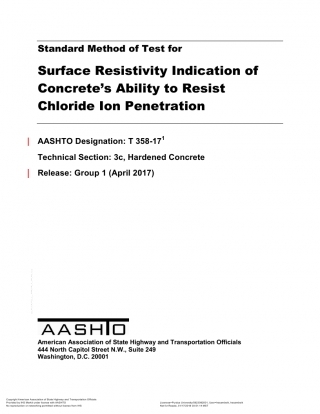 Standard Method of Test for
Surface Resistivity Indication of
Concrete's Ability to Resist
Chloride Ion Penetration
AASHTO Designation: T 358-17¹
Technical Section: 3c, Hardened Concrete
Release: Group 1 (April 2017)
AASHTO
American Association of State Highway and Transportation Officials
444 North Capitol Street N.W., Suite 249
Washington, D.C. 20001